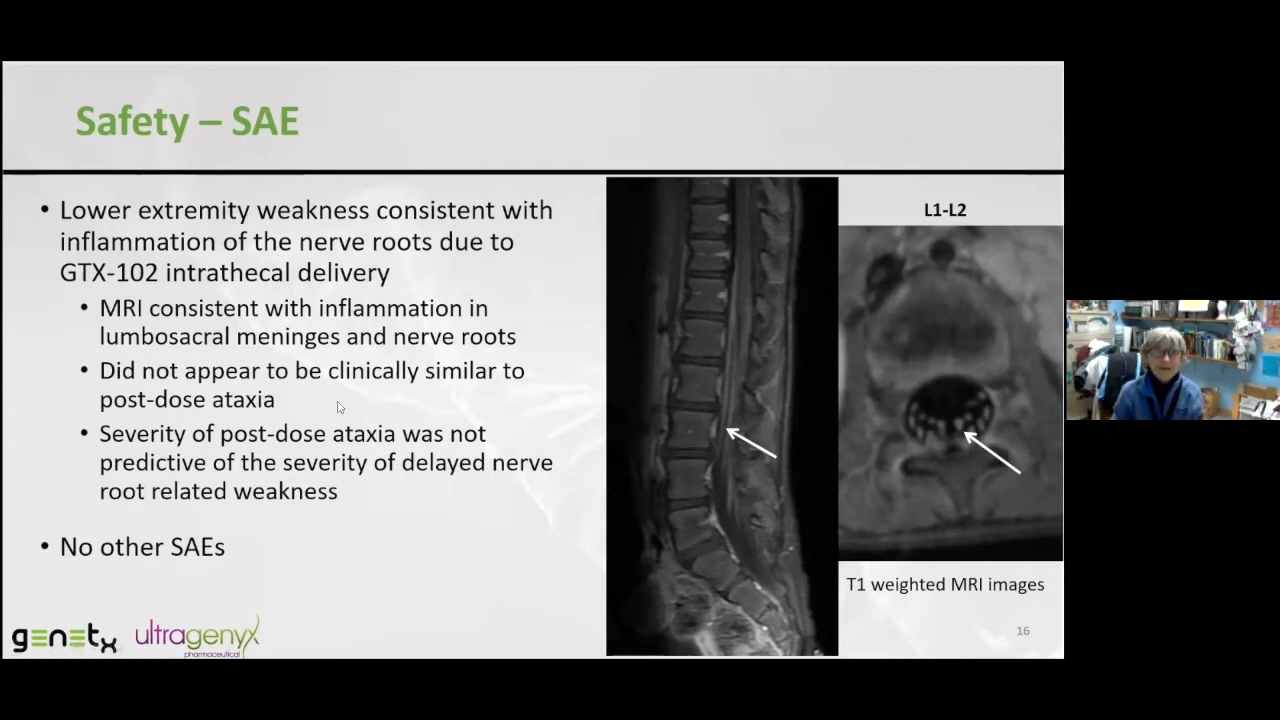 Safety – SAE
• Lower extremity weakness consistent with
inflammation of the nerve roots due to
GTX-102 intrathecal delivery
• MRI consistent with inflammation in
lumbosacral meninges and nerve roots
• Did not appear to be clinically similar to
post-dose ataxia
• Severity of post-dose ataxia was not
predictive of the severity of delayed nerve
root related weakness
• No other SAEs
L1-L2
T1 weighted MRI images
genetx
ultragenyx
pharmaceutical
16